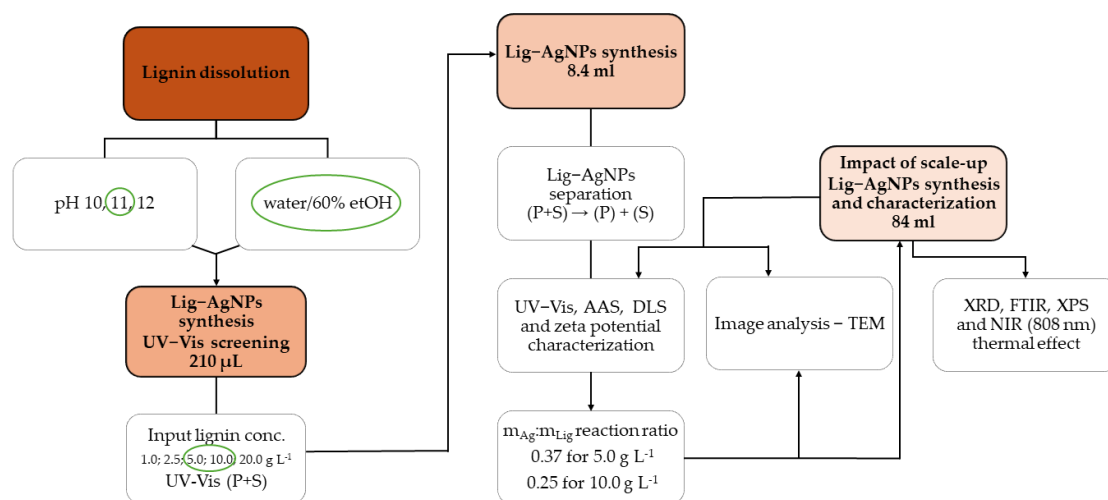 Lignin dissolution
pH 10, 11, 12
water/60% etOH
Lig−AgNPs
synthesis
UV−Vis screening
210 µL
Input lignin conc.
1.0; 2.5; 5.0; 10.0; 20.0 g L⁻¹
UV-Vis (P+S)
Lig−AgNPs synthesis
8.4 ml
Lig−AgNPs
separation
(P+S) → (P) + (S)
UV−Vis, AAS, DLS
and zeta potential
characterization
m_Ag:m_Lig reaction ratio
0.37 for 5.0 g L⁻¹
0.25 for 10.0 g L⁻¹
Image analysis − TEM
Impact of scale-up
Lig−AgNPs synthesis
and characterization
84 ml
XRD, FTIR, XPS
and NIR (808 nm)
thermal effect